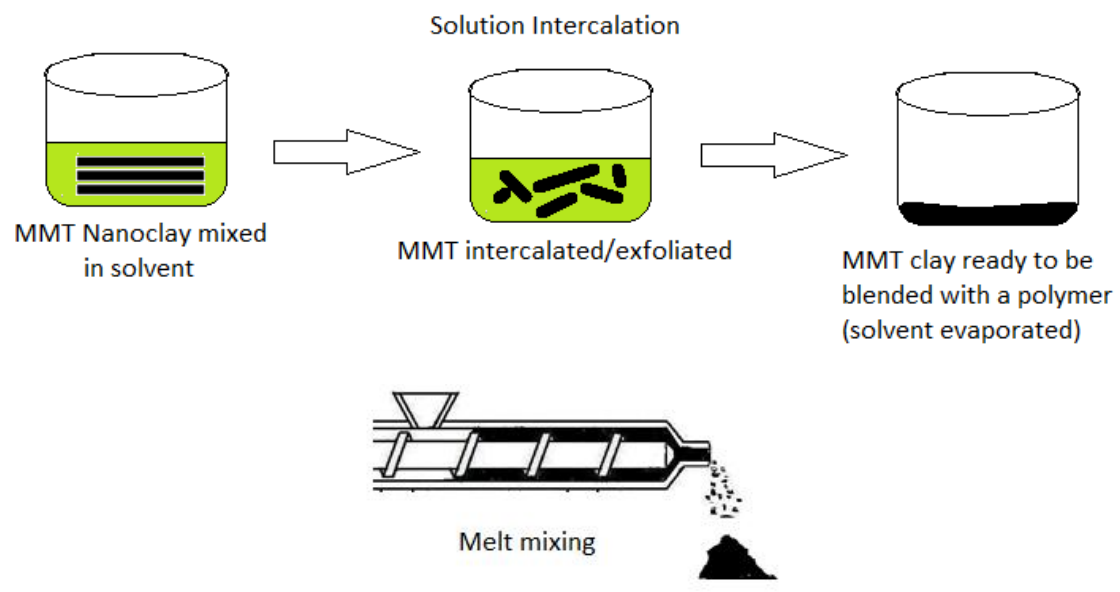 Solution Intercalation
MMT Nanoclay mixed
in solvent
MMT intercalated/exfoliated
MMT clay ready to be
blended with a polymer
(solvent evaporated)
Melt mixing